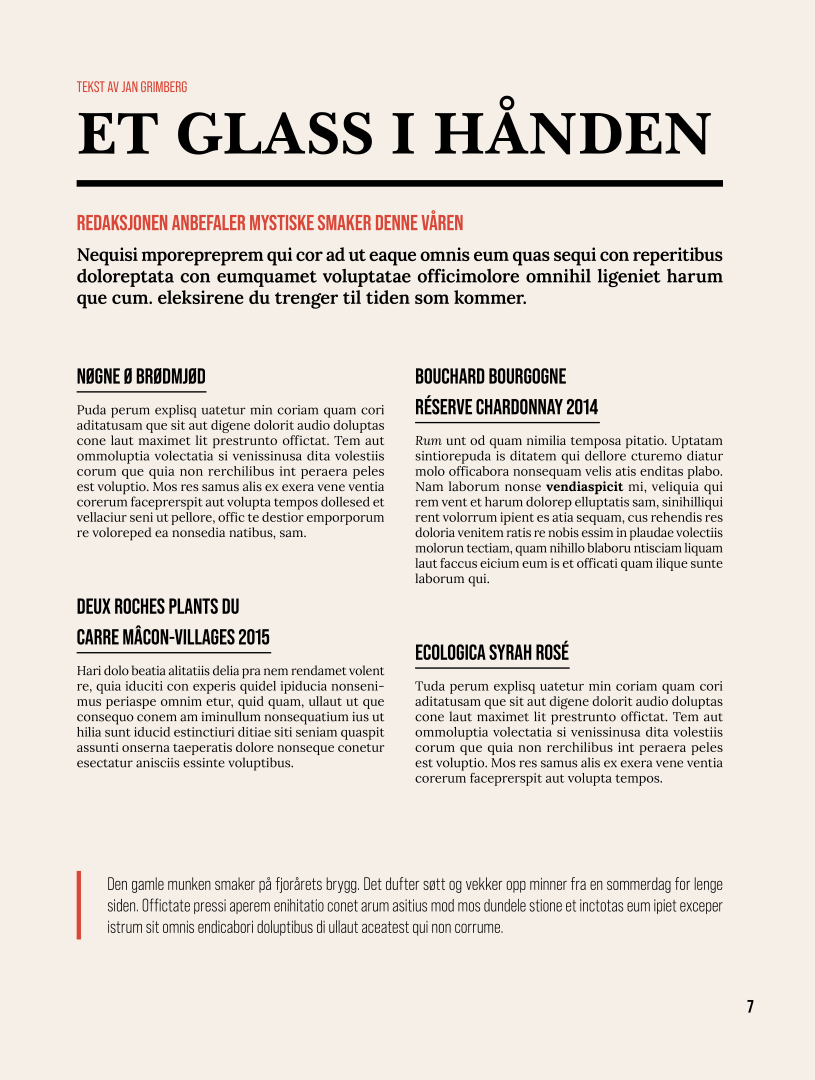 TEKST AV JAN GRIMBERG
ET GLASS I HÅNDEN
REDAKSJONEN ANBEFALER MYSTISKE SMAKER DENNE VÅREN
Nequisi mporepreprem qui cor ad ut eaque omnis eum quas sequi con reperitibus
doloreptata con eumquamet voluptatae officimolore omnihil ligeniet harum
que cum. eleksirene du trenger til tiden som kommer.
NØGNE Ø BRØDMJØD
Puda perum explisq uatetur min coriam quam cori
aditatusam que sit aut digene dolorit audio doluptas
cone laut maximet lit prestrunto offictat. Tem aut
ommoluptia volectatia si venissinusa dita volestiis
corum que quia non rerchilibus int peraera peles
est voluptio. Mos res samus alis ex exera vene ventia
corerum faceprerspit aut volupta tempos dollesed et
vellaciur seni ut pellore, offic te destior emporporum
re voloreped ea nonsedia natibus, sam.
DEUX ROCHES PLANTS DU
CARRE MÂCON-VILLAGES 2015
Hari dolo beatia alitatiis delia pra nem rendamet volent
re, quia iduciti con experis quidel ipiducia nonseni-
mus periaspe omnim etur, quid quam, ullaut ut que
consequo conem am iminullum nonsequatium ius ut
hilia sunt iducid estinctiuri ditiae siti seniam quaspit
assunti onserna taeperatis dolore nonseque conetur
esectatur anisciis essinte voluptibus.
BOUCHARD BOURGOGNE
RÉSERVE CHARDONNAY 2014
Rum unt od quam nimilia temposa pitatio. Uptatam
sintiorepuda is ditatem qui dellore cturemo diatur
molo officabora nonsequam velis atis enditas plabo.
Nam laborum nonse vendiaspicit mi, veliquia qui
rem vent et harum dolorep elluptatis sam, sinihilliqui
rent volorrum ipient es atia sequam, cus rehendis res
doloria venitem ratis re nobis essim in plaudae volectiis
molorun tectiam, quam nihillo blaboru ntisciam liquam
laut faccus eicium eum is et officati quam ilique sunte
laborum qui.
ECOLOGICA SYRAH ROSÉ
Tuda perum explisq uatetur min coriam quam cori
aditatusam que sit aut digene dolorit audio doluptas
cone laut maximet lit prestrunto offictat. Tem aut
ommoluptia volectatia si venissinusa dita volestiis
corum que quia non rerchilibus int peraera peles
est voluptio. Mos res samus alis ex exera vene ventia
corerum faceprerspit aut volupta tempos.
Den gamle munken smaker på fjorårets brygg. Det dufter søtt og vekker opp minner fra en sommerdag for lenge
siden. Offictate pressi aperem enihitatio conet arum asitius mod mos dundele stione et inctotas eum ipiet exceper
istrum sit omnis endicabori doluptibus di ullaut aceatest qui non corrume.
7